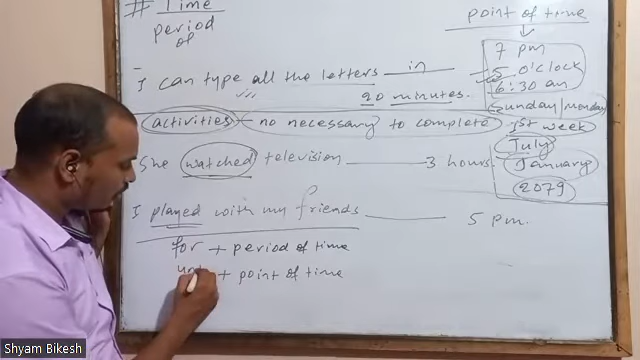 # Time
period
of
point of time
7 pm
5 o'clock
6:30 am
Sunday/monday
1st week
July
January
2079
I can type all the letters in
20 minutes.
activities - no necessary to complete
She watched television 3 hours.
I played with my friends 5 pm.
for + period of time
+ point of time
Shyam Bikesh